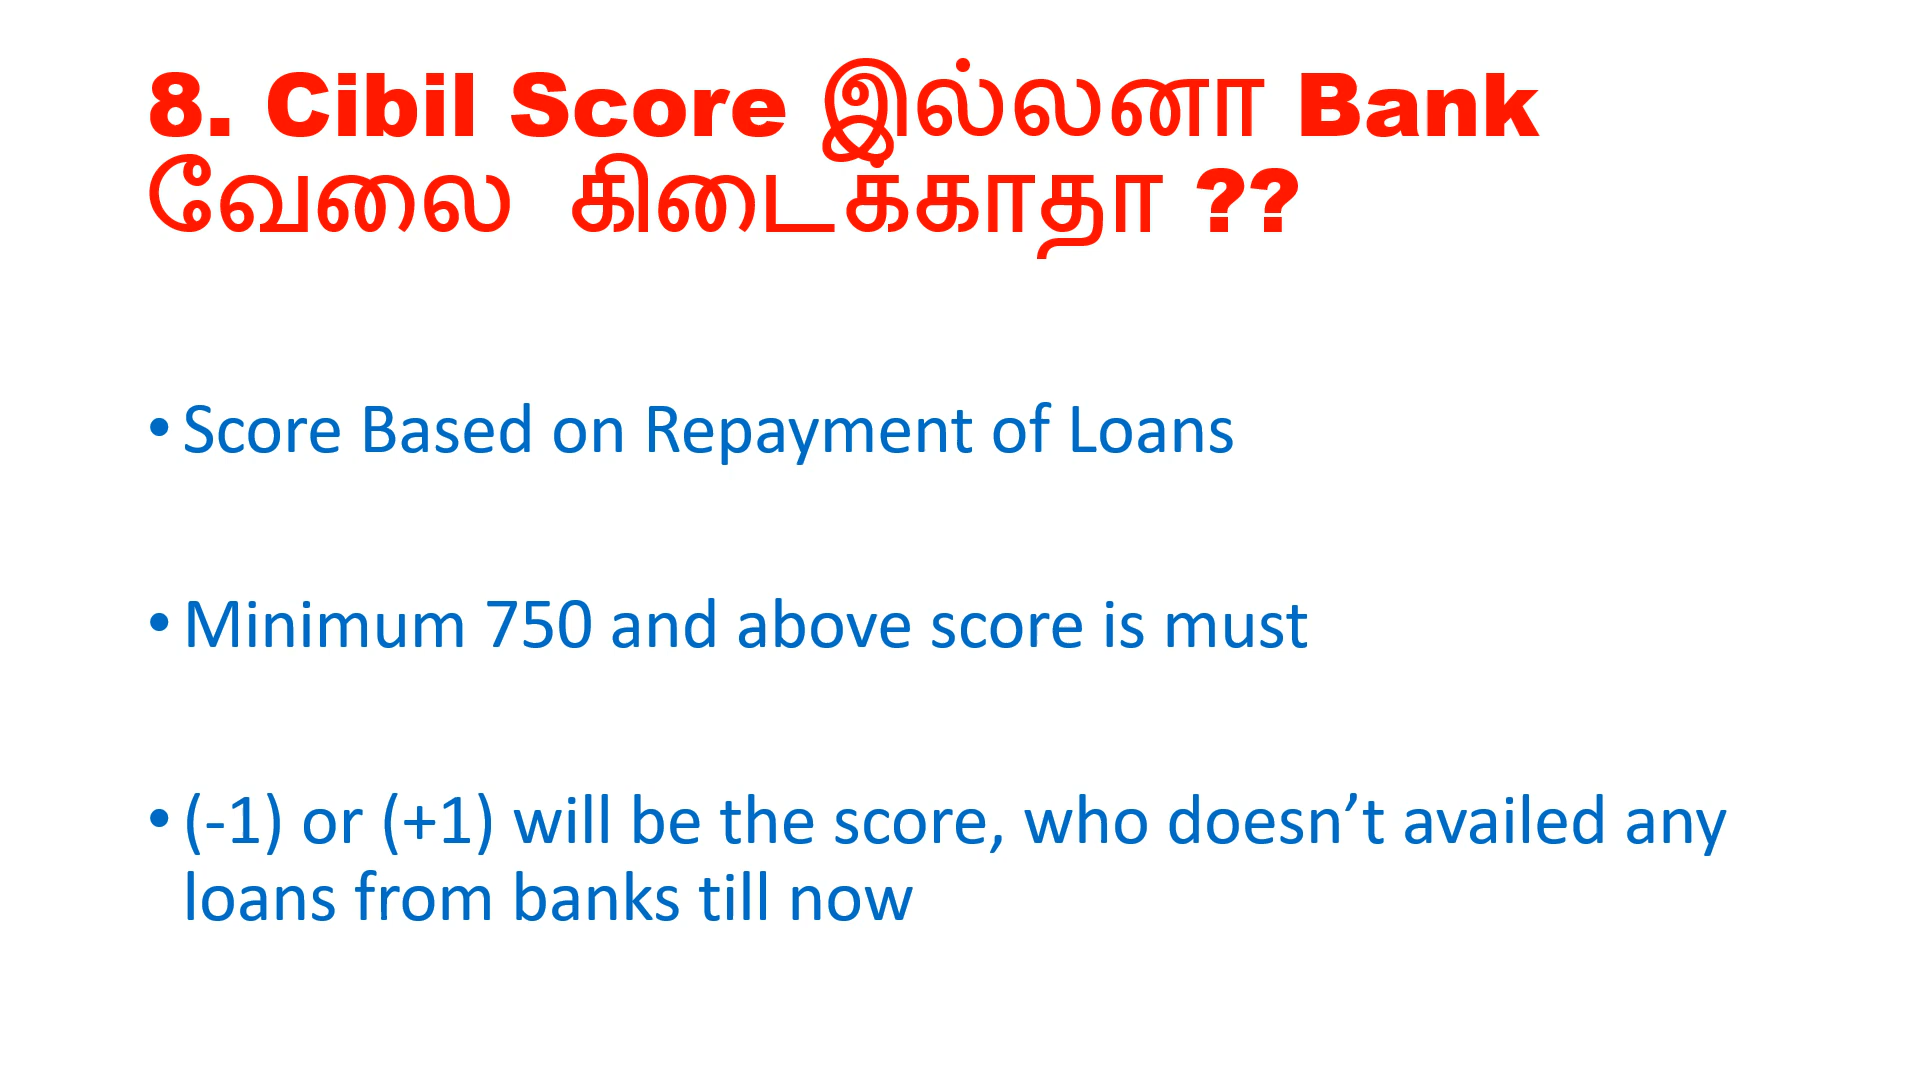 8. Cibil Score இல்லனா Bank
வேலை கிடைக்காதா ??
• Score Based on Repayment of Loans
• Minimum 750 and above score is must
• (-1) or (+1) will be the score, who doesn’t availed any
loans from banks till now